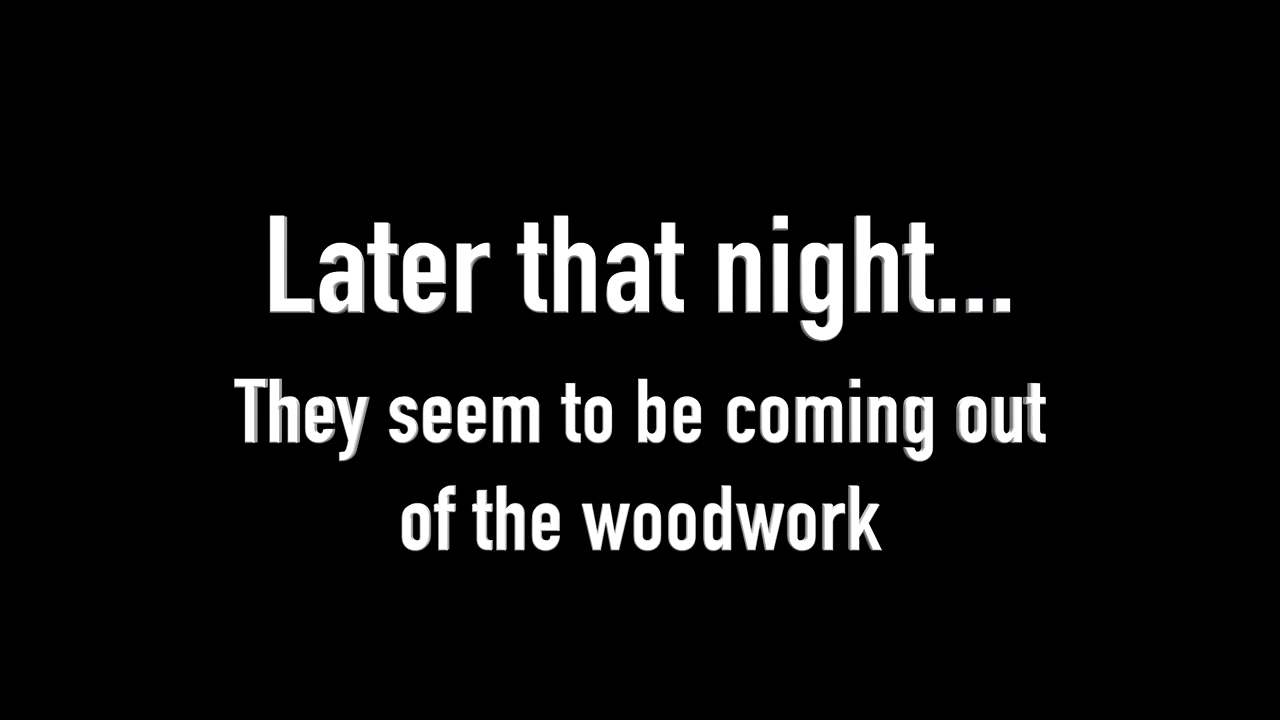 Later that night...
They seem to be coming out
of the woodwork